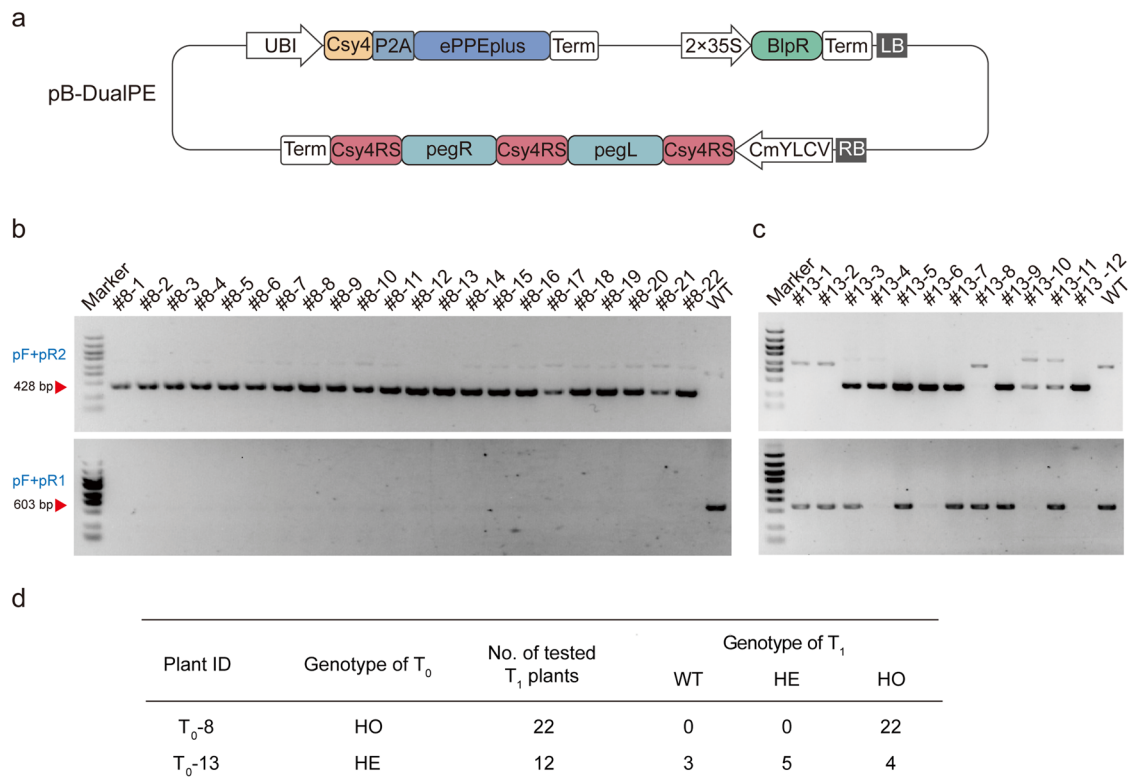 a
UBI Csy4 P2A ePPEplus Term 2×35S BlpR Term LB
pB-DualPE
Term Csy4RS pegR Csy4RS pegL Csy4RS CmYLCV RB
b
Marker #8-1 #8-2 #8-3 #8-4 #8-5 #8-6 #8-7 #8-8 #8-9 #8-10 #8-11 #8-12 #8-13 #8-14 #8-15 #8-16 #8-17 #8-18 #8-19 #8-20 #8-21 #8-22 WT
pF+pR2
428 bp
pF+pR1
603 bp
c
Marker #13-1 #13-2 #13-3 #13-4 #13-5 #13-6 #13-7 #13-8 #13-9 #13-10 #13-11 #13 -12 WT
d
Plant ID Genotype of T0 No. of tested T1 plants Genotype of T1
WT HE HO
T0-8 HO 22 0 0 22
T0-13 HE 12 3 5 4